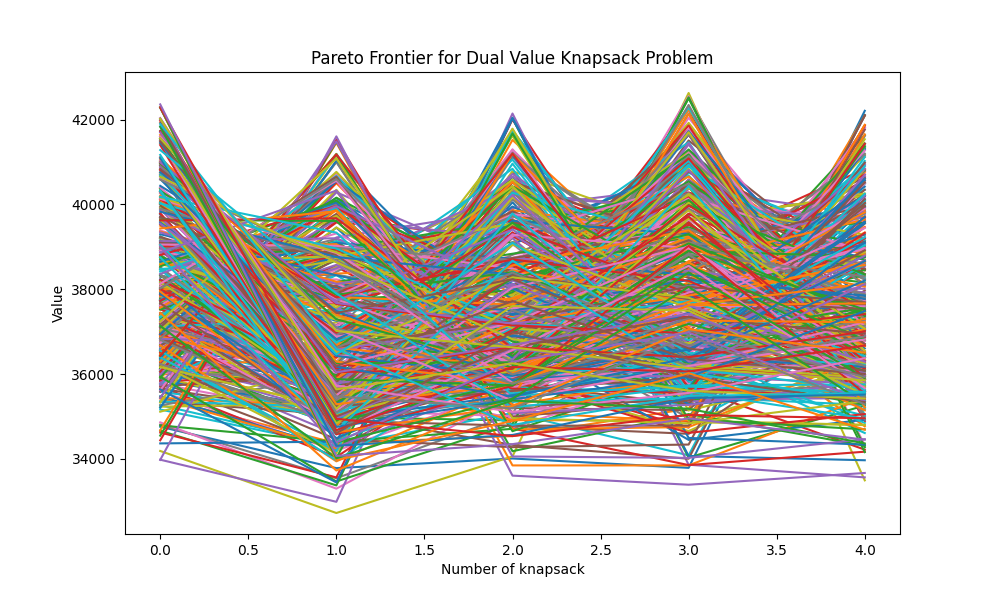 Pareto Frontier for Dual Value Knapsack Problem
42000
40000
38000
36000
34000
Value
0.0 0.5 1.0 1.5 2.0 2.5 3.0 3.5 4.0
Number of knapsack